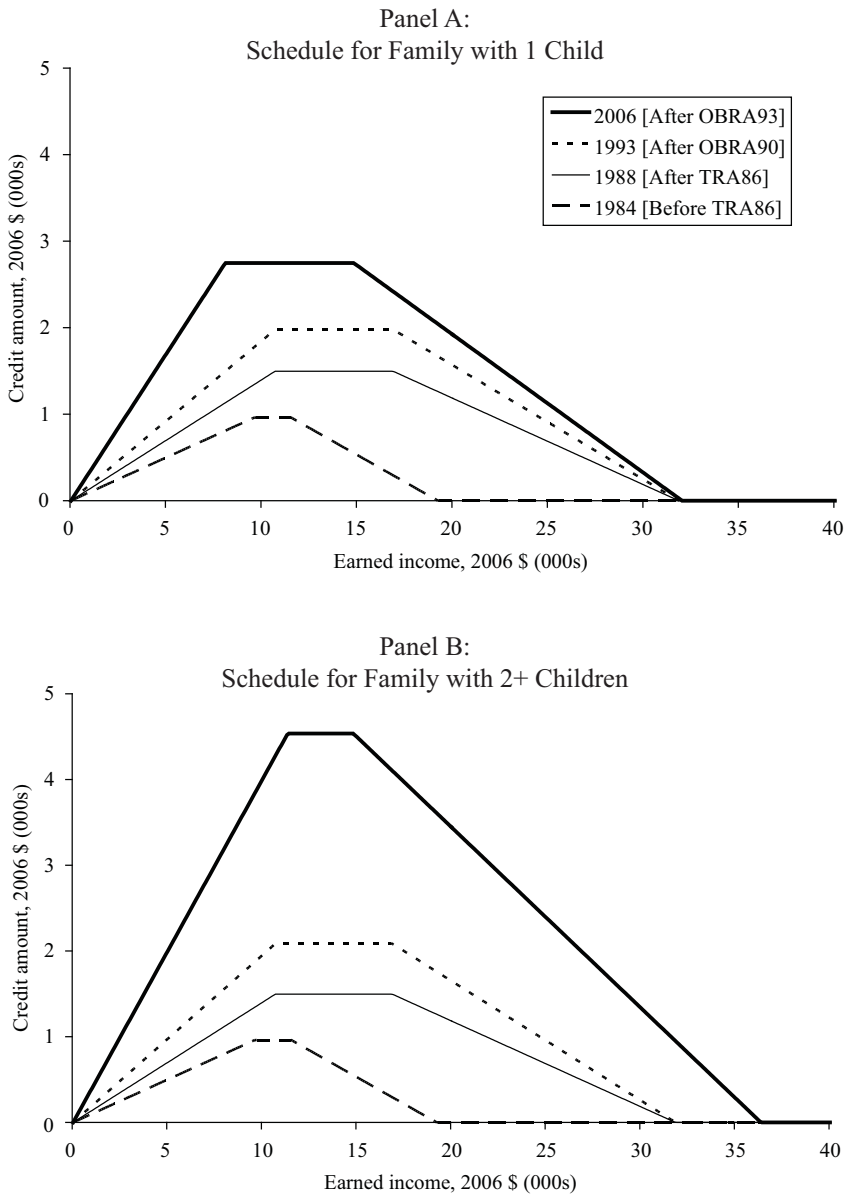 Panel A:
Schedule for Family with 1 Child
5
4
3
2
1
0
Credit amount, 2006 $ (000s)
2006 [After OBRA93]
1993 [After OBRA90]
1988 [After TRA86]
1984 [Before TRA86]
0 5 10 15 20 25 30 35 40
Earned income, 2006 $ (000s)
Panel B:
Schedule for Family with 2+ Children
5
4
3
2
1
0
Credit amount, 2006 $ (000s)
0 5 10 15 20 25 30 35 40
Earned income, 2006 $ (000s)